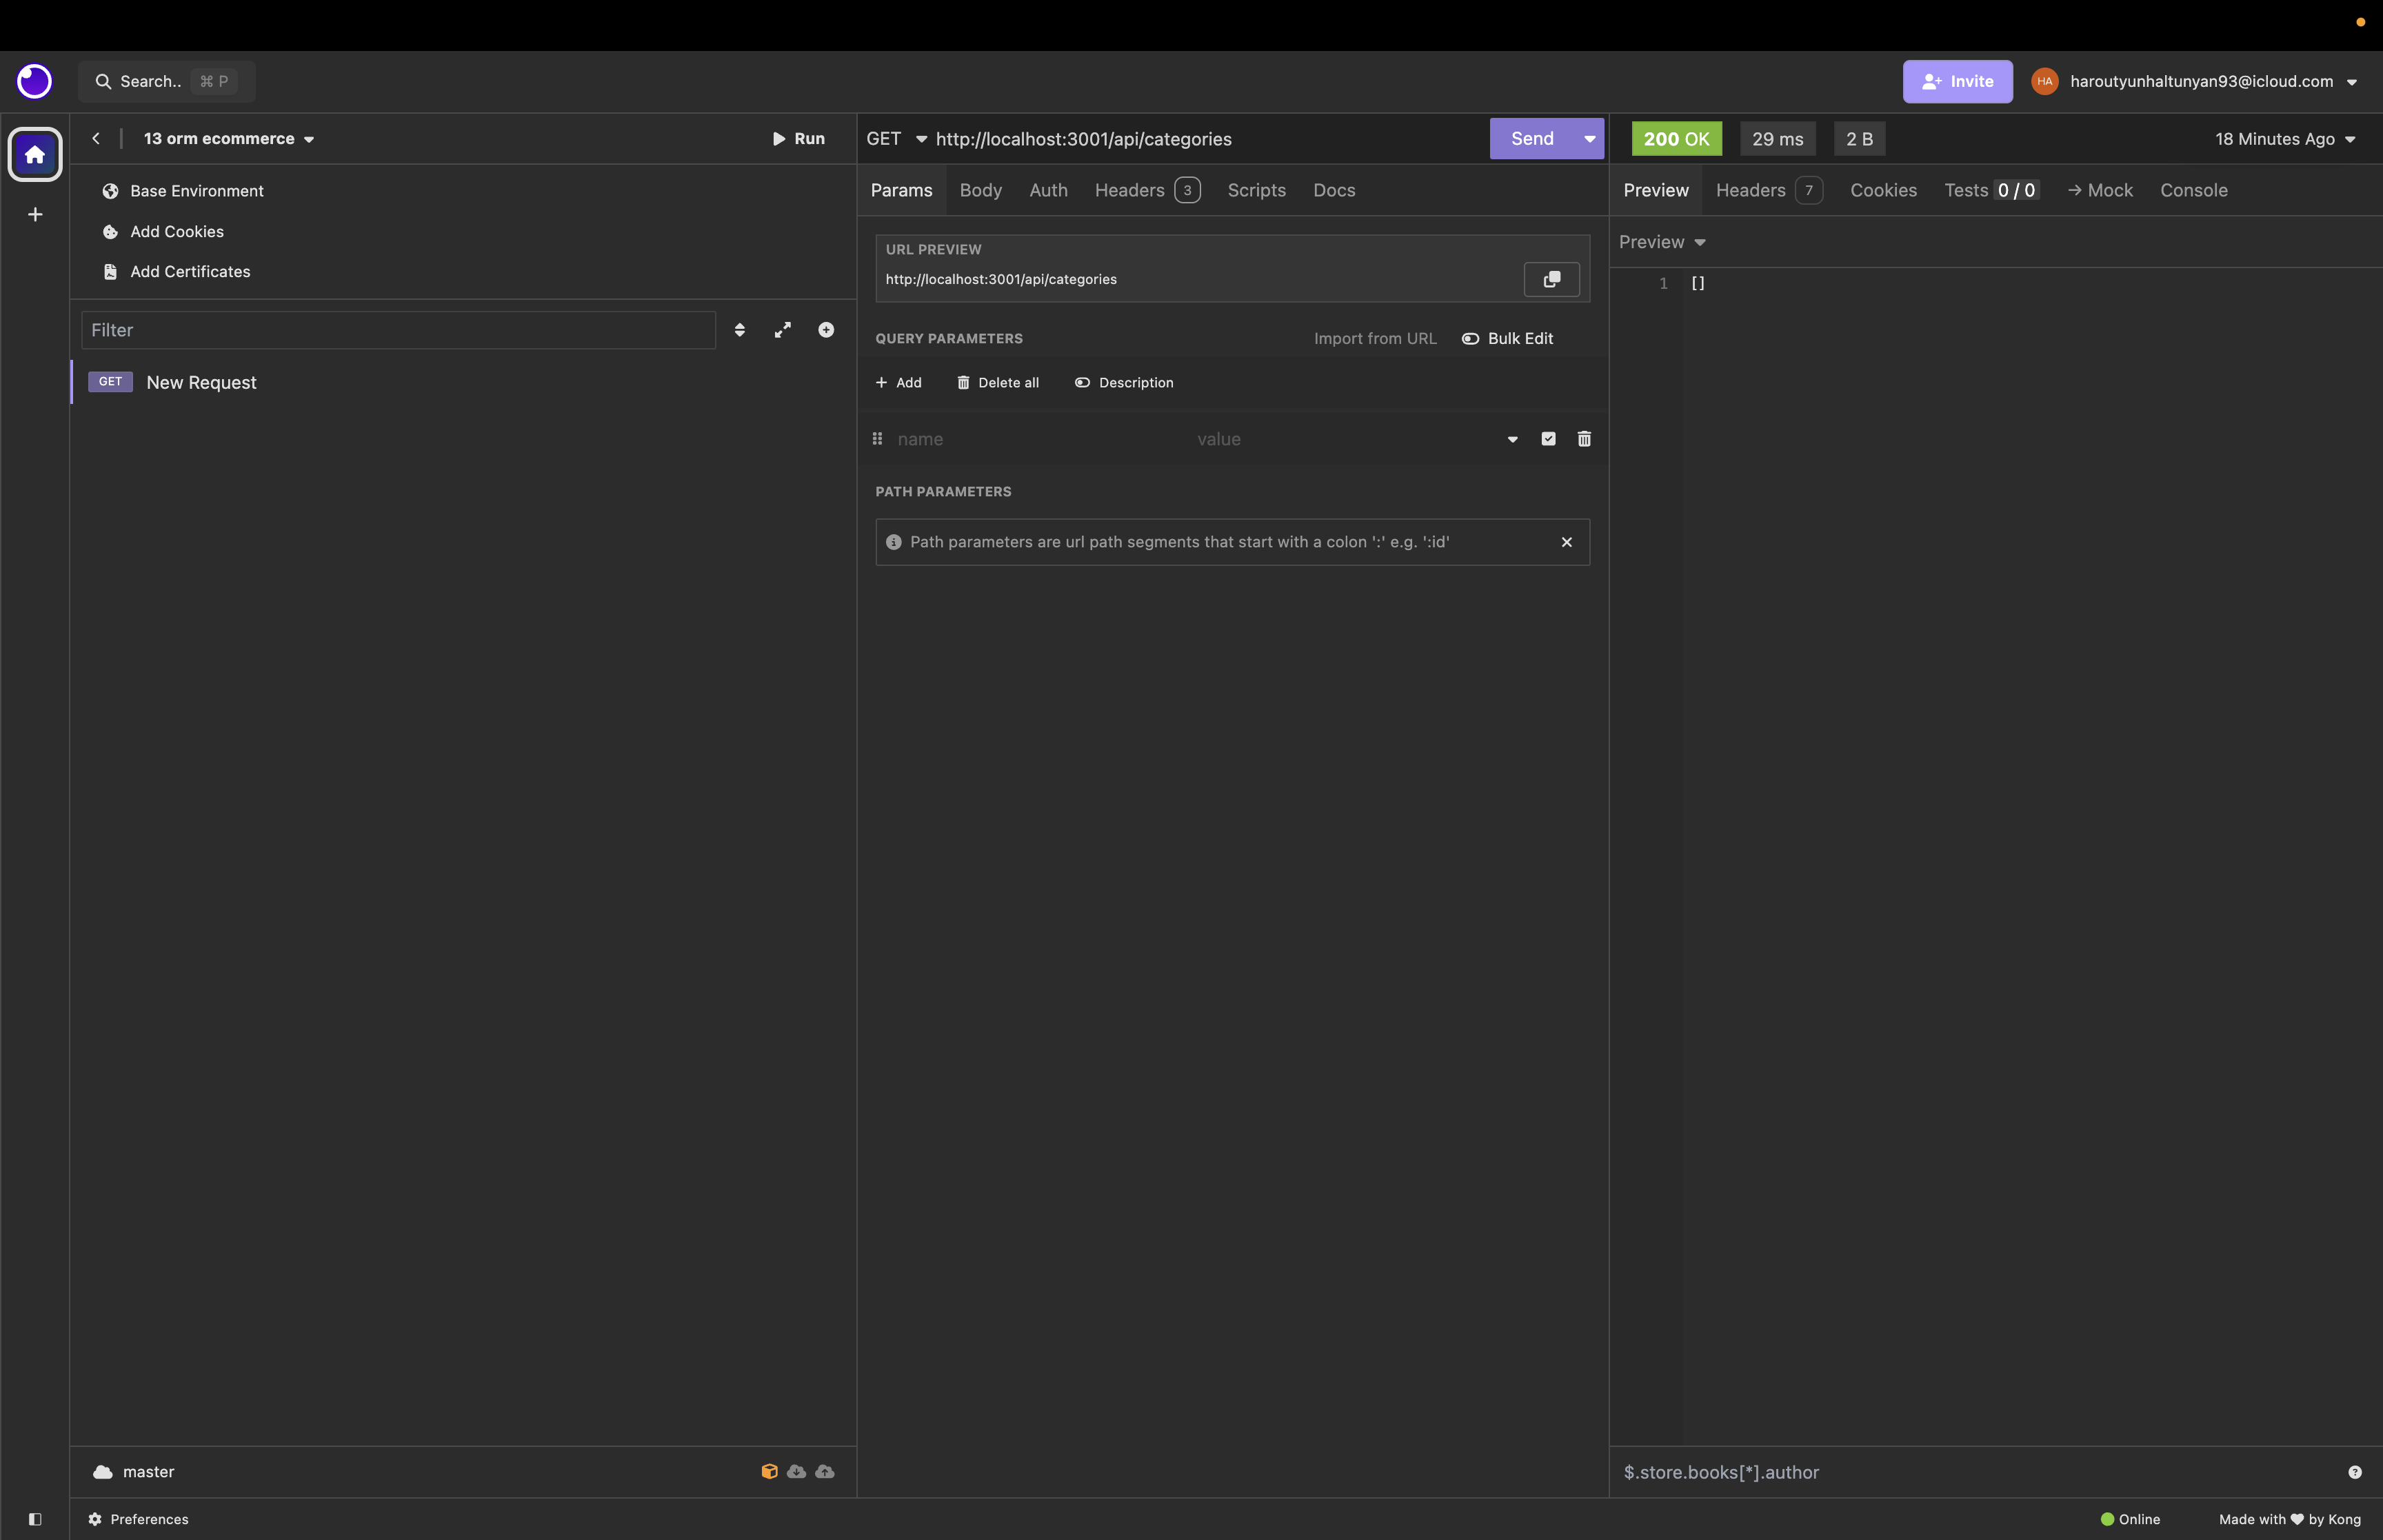 Search.. ⌘ P
Invite
HA haroutyunhaltunyan93@icloud.com
13 orm ecommerce
Run
Base Environment
Add Cookies
Add Certificates
Filter
GET New Request
master
Preferences
GET http://localhost:3001/api/categories Send
Params Body Auth Headers 3 Scripts Docs
URL PREVIEW
http://localhost:3001/api/categories
QUERY PARAMETERS Import from URL Bulk Edit
Add Delete all Description
name value
PATH PARAMETERS
Path parameters are url path segments that start with a colon ':' e.g. ':id'
200 OK 29 ms 2 B 18 Minutes Ago
Preview Headers 7 Cookies Tests 0 / 0 → Mock Console
Preview
1 []
$.store.books[*].author
Online Made with ❤ by Kong